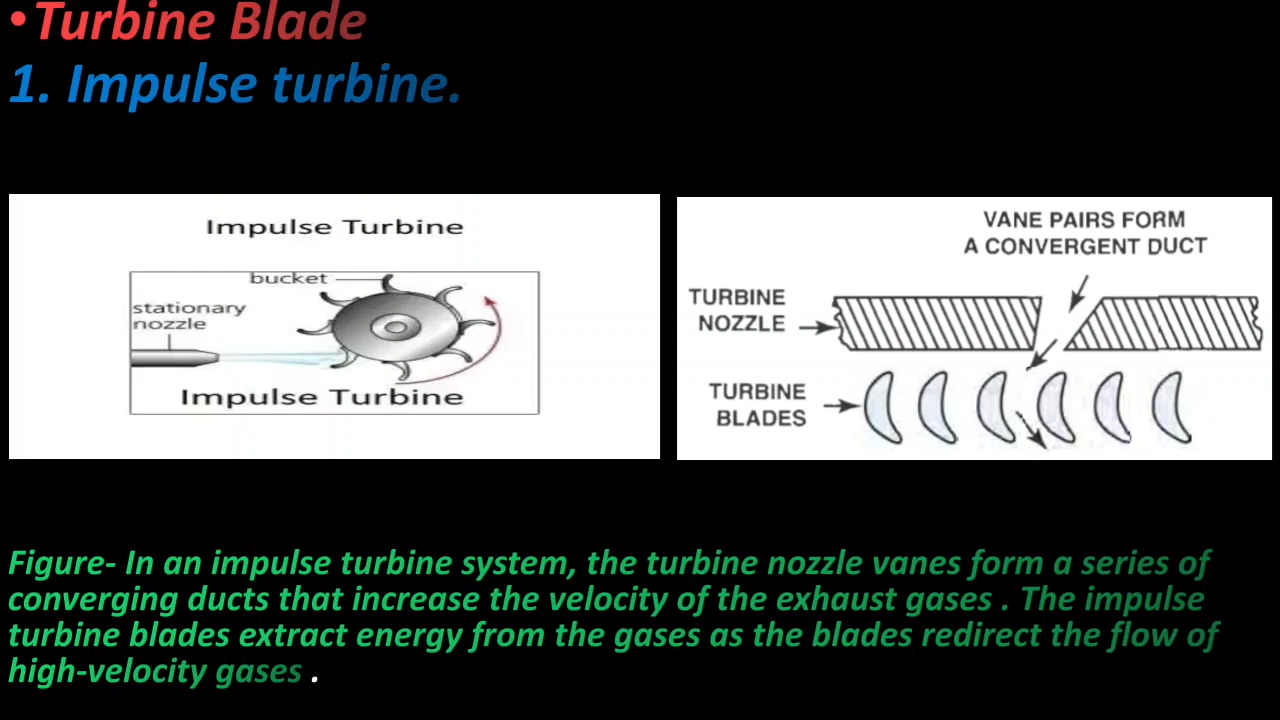 •Turbine Blade
1. Impulse turbine.
Impulse Turbine
bucket
stationary
nozzle
Impulse Turbine
VANE PAIRS FORM
A CONVERGENT DUCT
TURBINE
NOZZLE
TURBINE
BLADES
Figure- In an impulse turbine system, the turbine nozzle vanes form a series of
converging ducts that increase the velocity of the exhaust gases . The impulse
turbine blades extract energy from the gases as the blades redirect the flow of
high-velocity gases .